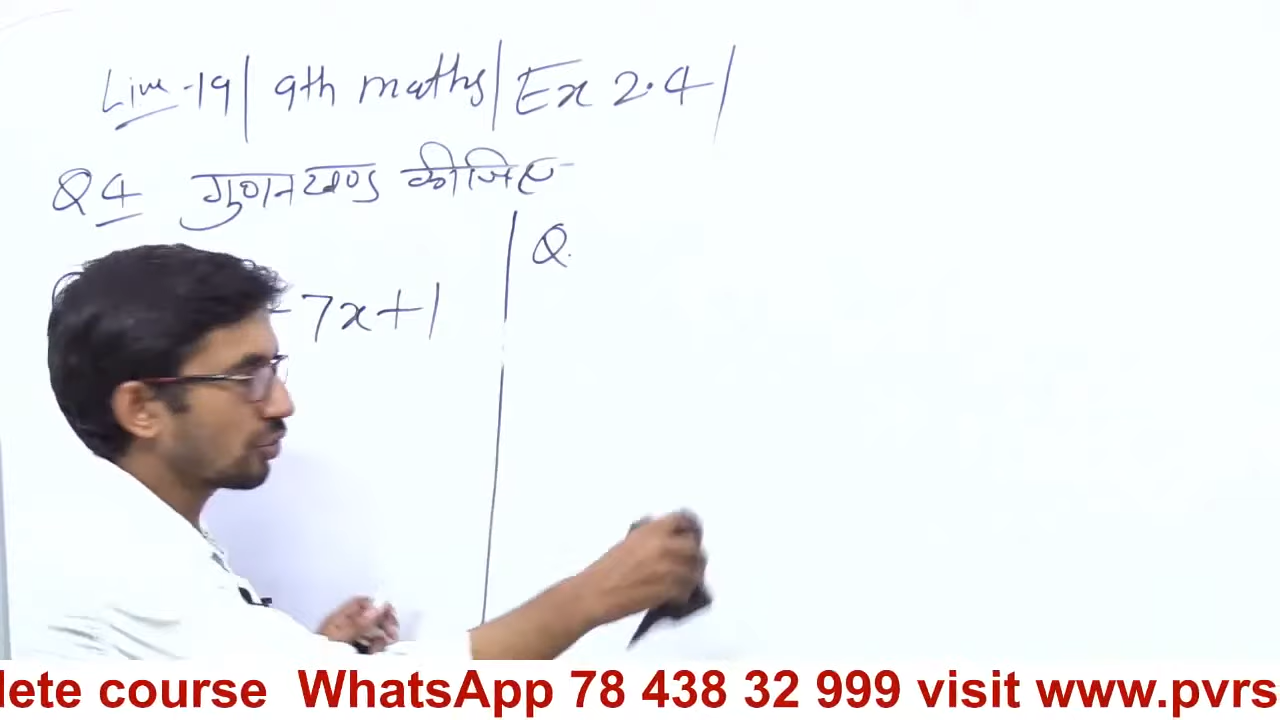 Live-19| 9th maths| Ex 2.4|
Q4 गुणनखण्ड कीजिए
- 7x+1
Q.
lete course WhatsApp 78 438 32 999 visit www.pvrs